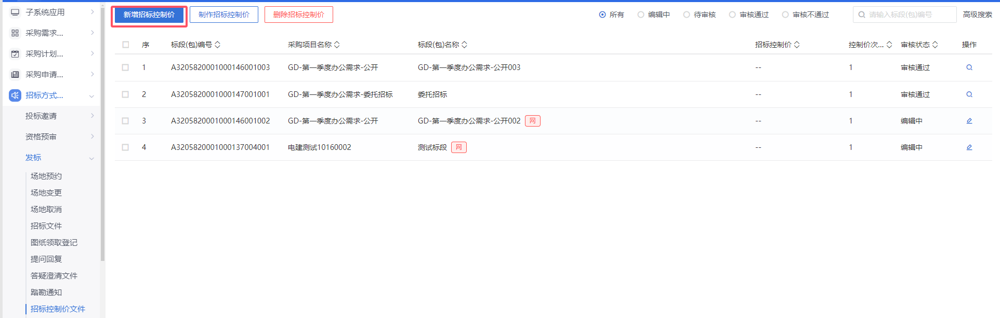 子系统应用
采购需求...
采购计划...
采购申请...
招标方式...
投标邀请
资格预审
发标
场地预约
场地变更
场地取消
招标文件
图纸领取登记
提问回复
答疑澄清文件
踏勘通知
招标控制价文件
新增招标控制价 制作招标控制价 删除招标控制价 所有 编辑中 待审核 审核通过 审核不通过 请输入标段(包)编号 高级搜索
序 标段(包)编号 采购项目名称 标段(包)名称 招标控制价 控制价次... 审核状态 操作
1 A3205820001000146001003 GD-第一季度办公需求-公开 GD-第一季度办公需求-公开003 -- 1 审核通过
2 A3205820001000147001001 GD-第一季度办公需求-委托招标 委托招标 -- 1 审核通过
3 A3205820001000146001002 GD-第一季度办公需求-公开 GD-第一季度办公需求-公开002 网 -- 1 编辑中
4 A3205820001000137004001 电建测试10160002 测试标段 网 -- 1 编辑中